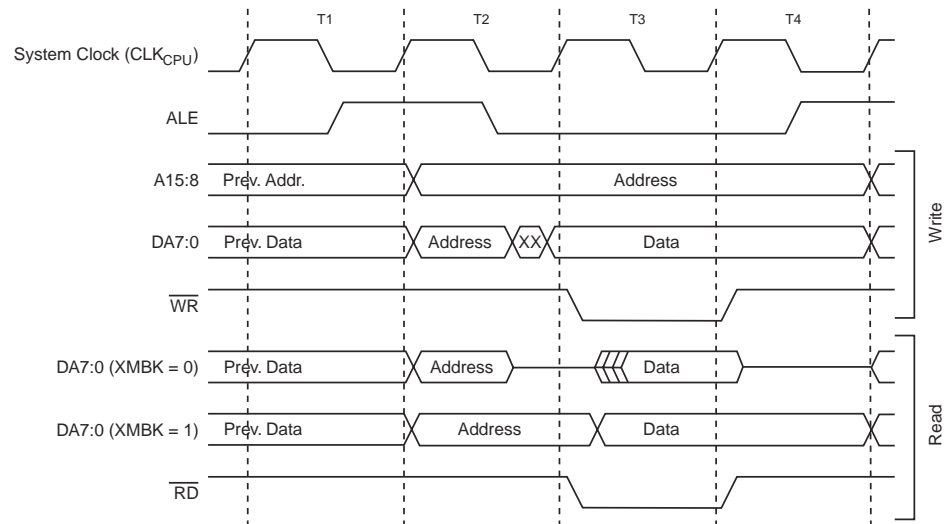 T1 T2 T3 T4
System Clock (CLKCPU)
ALE
A15:8 Prev. Addr. Address
DA7:0 Prev. Data Address XX Data
WR
Write
DA7:0 (XMBK = 0) Prev. Data Address Data
DA7:0 (XMBK = 1) Prev. Data Address Data
RD
Read